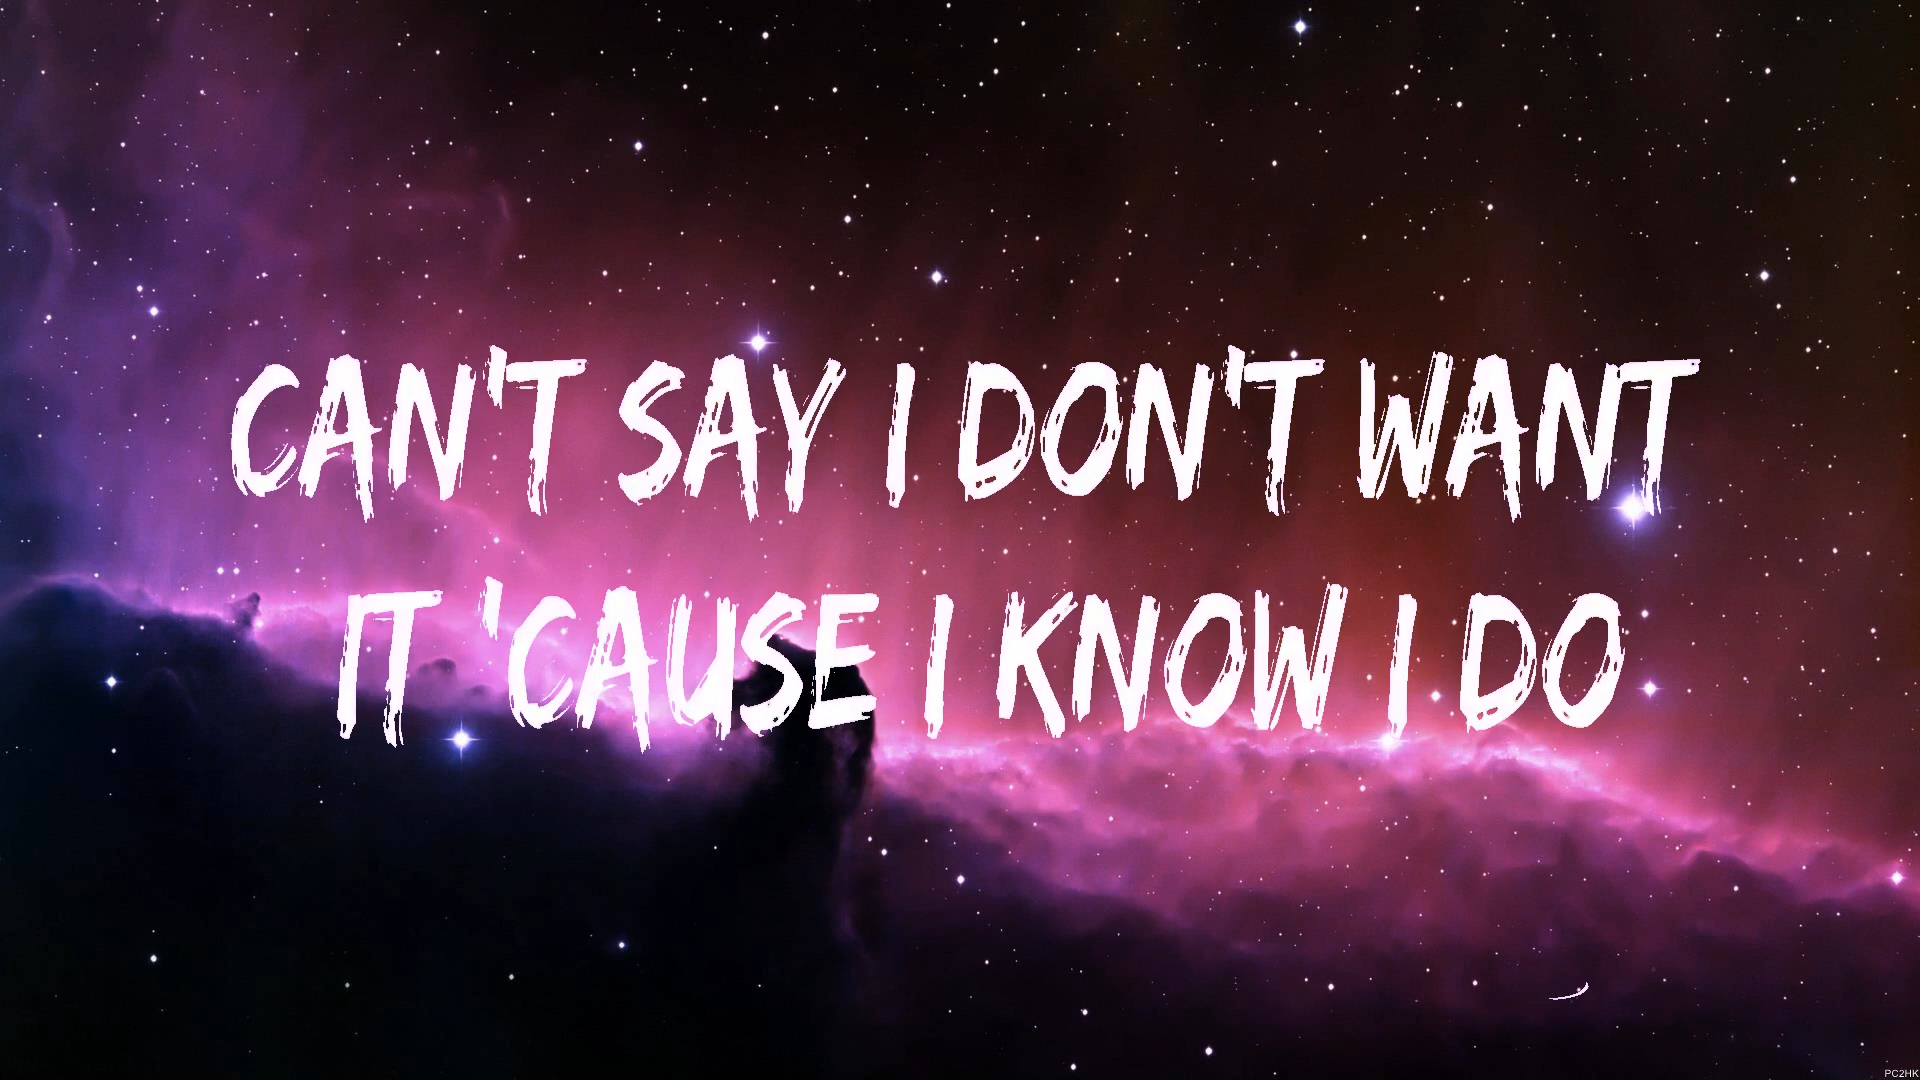 CAN'T SAY I DON'T WANT
IT 'CAUSE I KNOW I DO
PC2HK